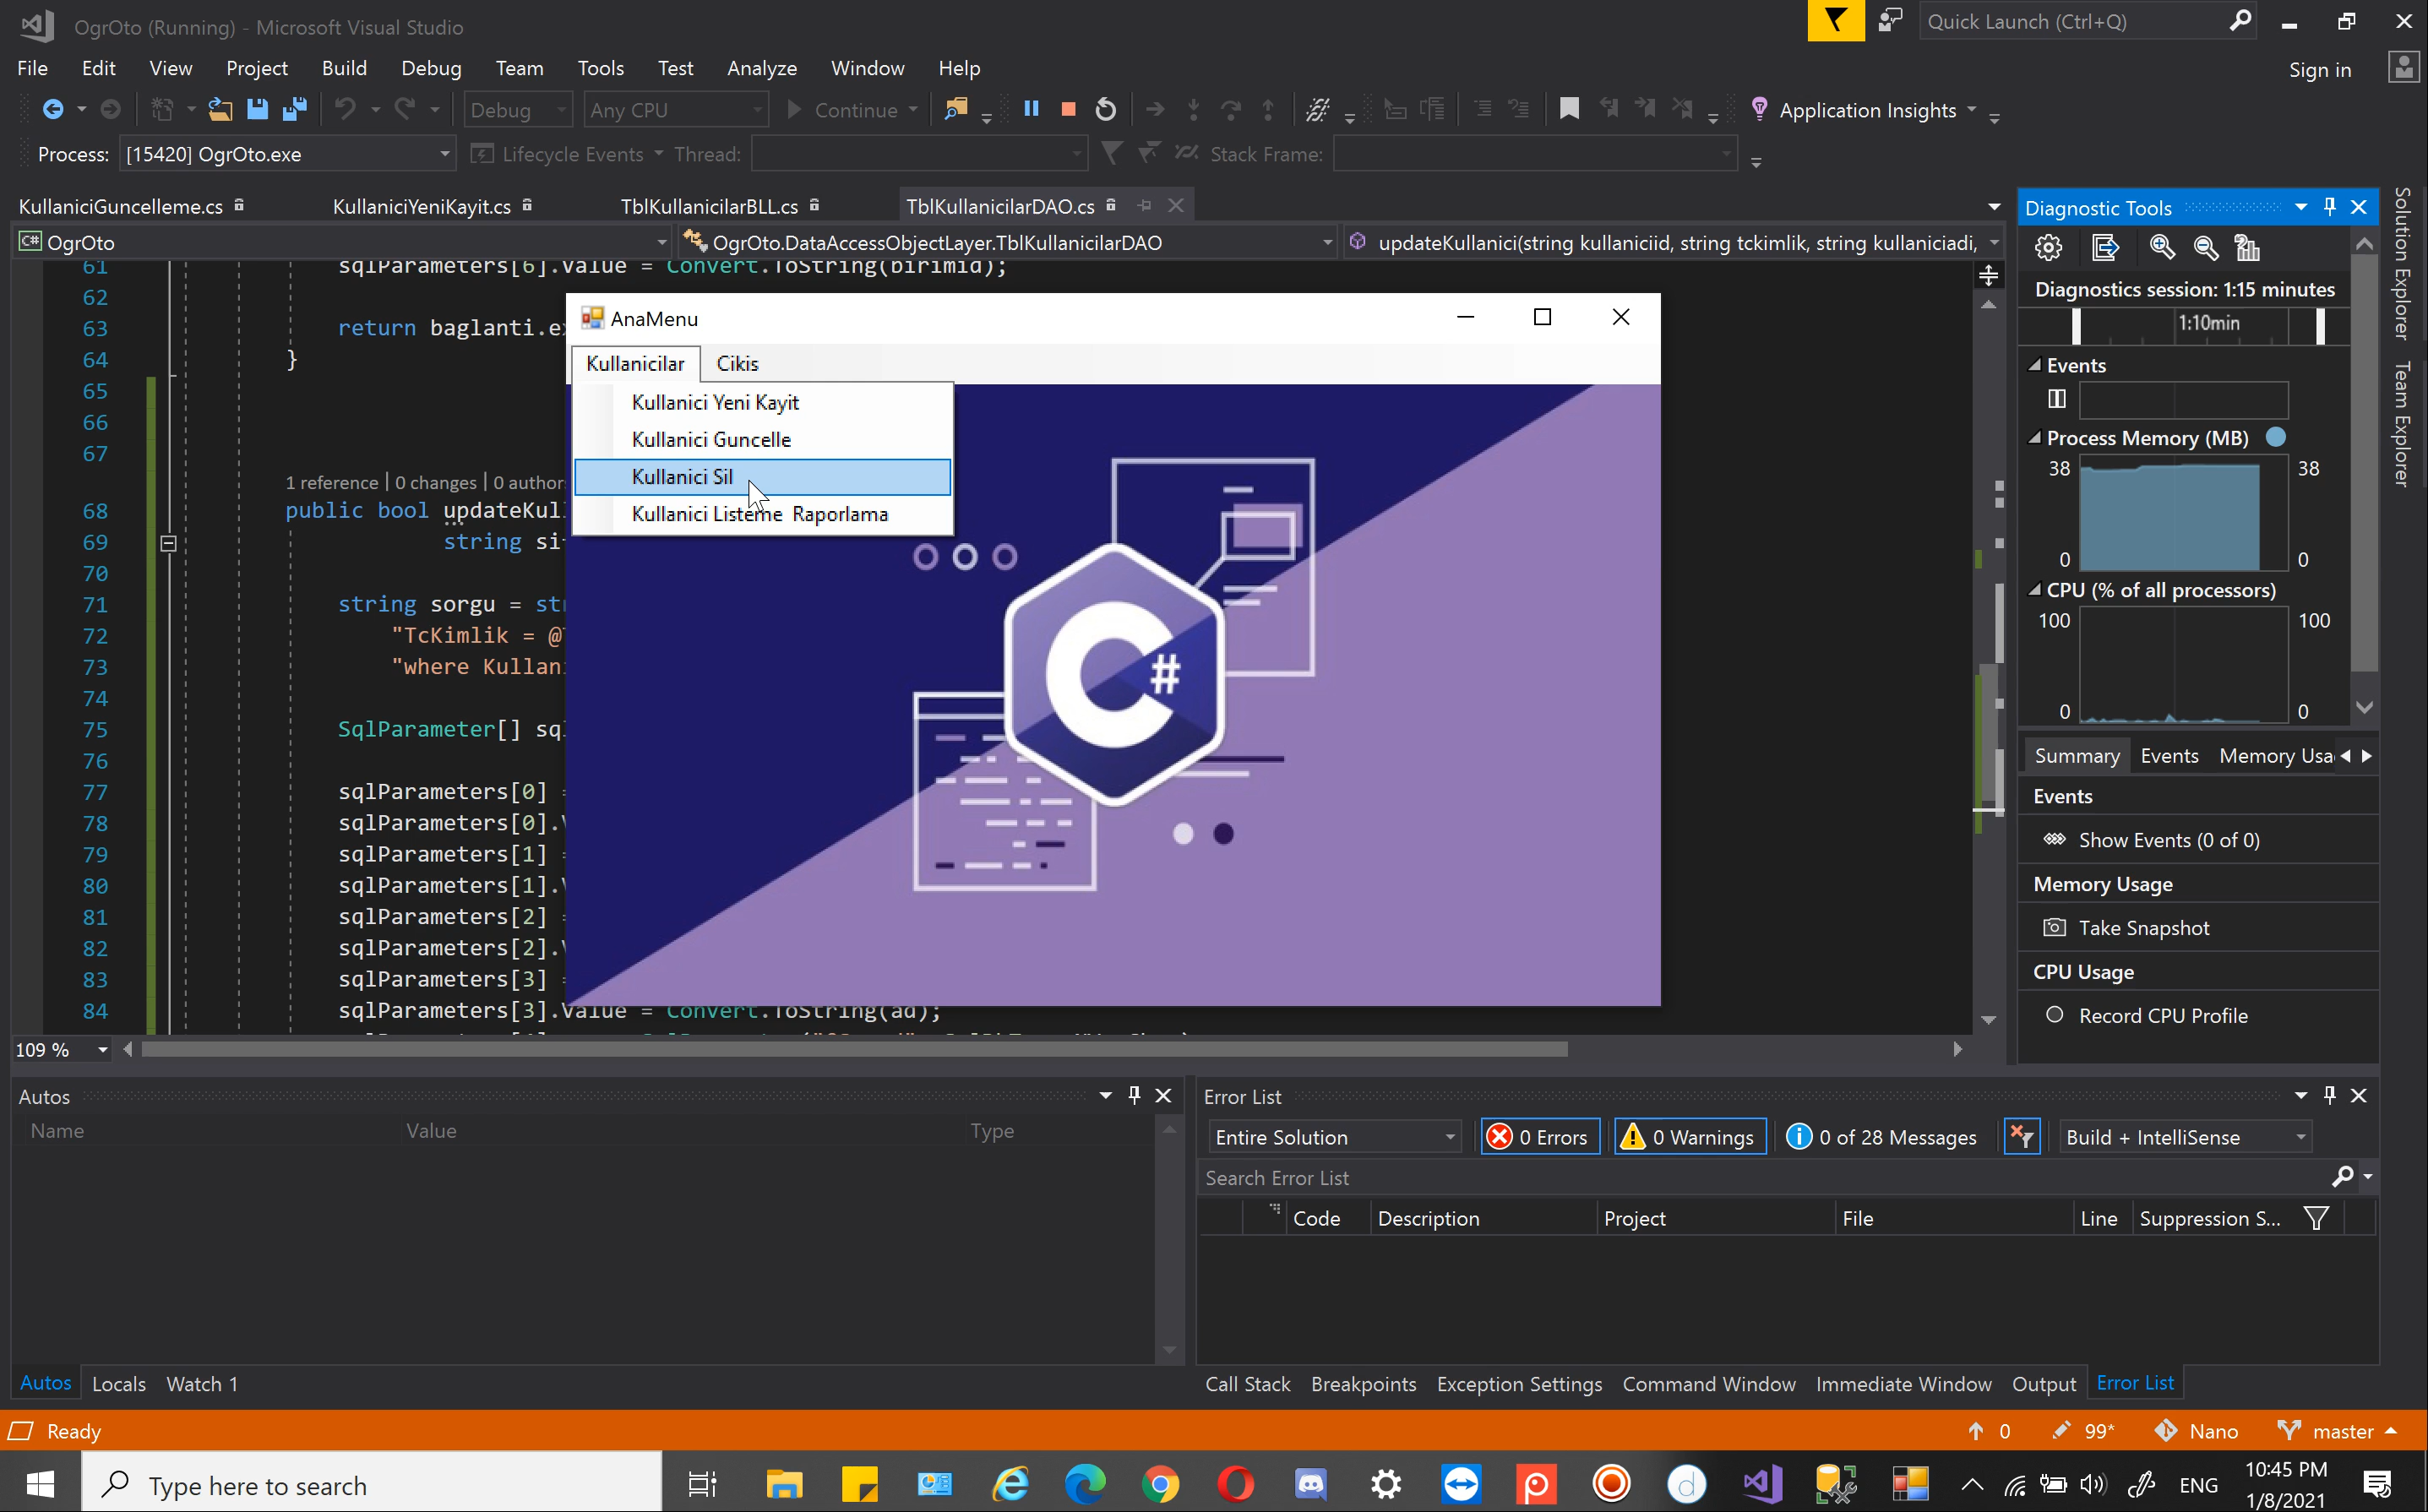 OgrOto (Running) - Microsoft Visual Studio
Quick Launch (Ctrl+Q)
File Edit View Project Build Debug Team Tools Test Analyze Window Help
Sign in
Debug Any CPU Continue Application Insights
Process: [15420] OgrOto.exe Lifecycle Events Thread: Stack Frame:
KullaniciGuncelleme.cs KullaniciYeniKayit.cs TblKullanicilarBLL.cs TblKullanicilarDAO.cs
OgrOto OgrOto.DataAccessObjectLayer.TblKullanicilarDAO updateKullanici(string kullaniciid, string tckimlik, string kullaniciadi,
61 sqlParameters[6].Value = Convert.ToString(birimid);
62
63 return baglanti.ex
64 }
65
66
67
1 reference | 0 changes | 0 author
68 public bool updateKul
69 string si
70
71 string sorgu = st
72 "TcKimlik = @
73 "where Kullan
74
75 SqlParameter[] sq
76
77 sqlParameters[0] =
78 sqlParameters[0].
79 sqlParameters[1] =
80 sqlParameters[1].
81 sqlParameters[2] =
82 sqlParameters[2].
83 sqlParameters[3] =
84 sqlParameters[3].Value = Convert.ToString(ad);
109 %
AnaMenu
Kullanicilar Cikis
Kullanici Yeni Kayit
Kullanici Guncelle
Kullanici Sil
Kullanici Listeme Raporlama
C#
Diagnostic Tools
Diagnostics session: 1:15 minutes
1:10min
Events
Process Memory (MB)
38 38
0 0
CPU (% of all processors)
100 100
0 0
Summary Events Memory Usa
Events
Show Events (0 of 0)
Memory Usage
Take Snapshot
CPU Usage
Record CPU Profile
Solution Explorer
Team Explorer
Autos
Name Value Type
Autos Locals Watch 1
Error List
Entire Solution 0 Errors 0 Warnings 0 of 28 Messages Build + IntelliSense
Search Error List
Code Description Project File Line Suppression S...
Call Stack Breakpoints Exception Settings Command Window Immediate Window Output Error List
Ready
0 99* Nano master
Type here to search
ENG
10:45 PM
1/8/2021